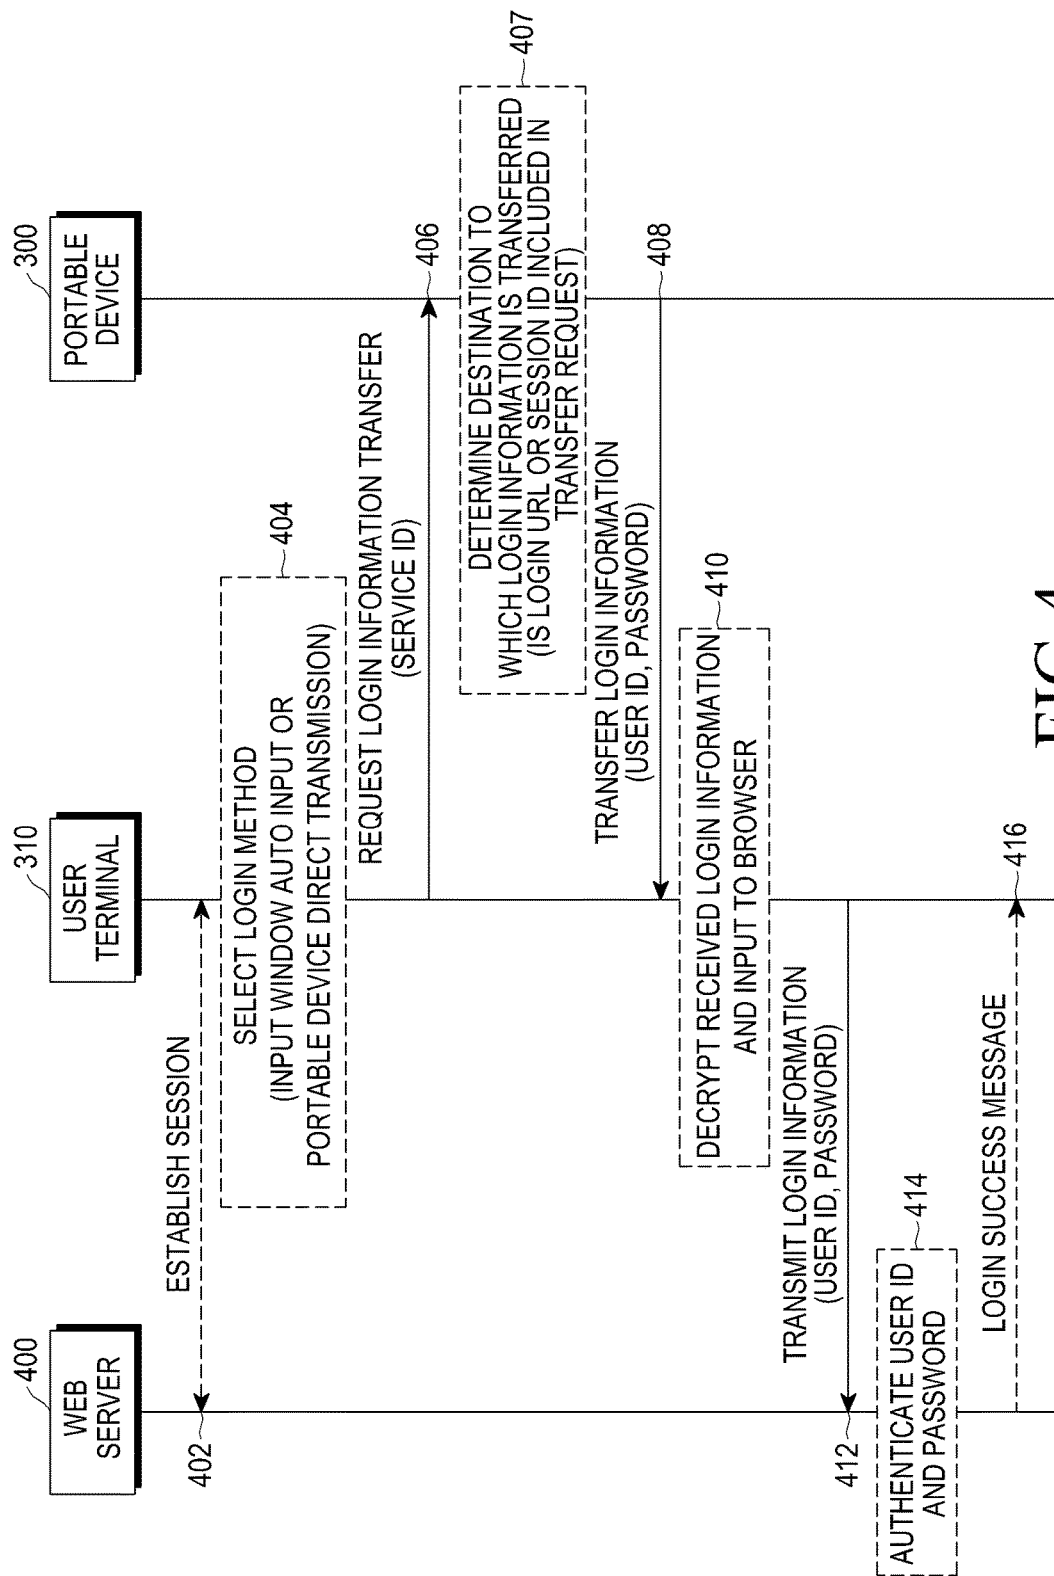 400
WEB
SERVER
310
USER
TERMINAL
300
PORTABLE
DEVICE
ESTABLISH SESSION
402
SELECT LOGIN METHOD
(INPUT WINDOW AUTO INPUT OR
PORTABLE DEVICE DIRECT TRANSMISSION)
404
REQUEST LOGIN INFORMATION TRANSFER
(SERVICE ID)
406
DETERMINE DESTINATION TO
WHICH LOGIN INFORMATION IS TRANSFERRED
(IS LOGIN URL OR SESSION ID INCLUDED IN
TRANSFER REQUEST)
407
TRANSFER LOGIN INFORMATION
(USER ID, PASSWORD)
408
DECRYPT RECEIVED LOGIN INFORMATION
AND INPUT TO BROWSER
410
TRANSMIT LOGIN INFORMATION
(USER ID, PASSWORD)
412
AUTHENTICATE USER ID
AND PASSWORD
414
LOGIN SUCCESS MESSAGE
416